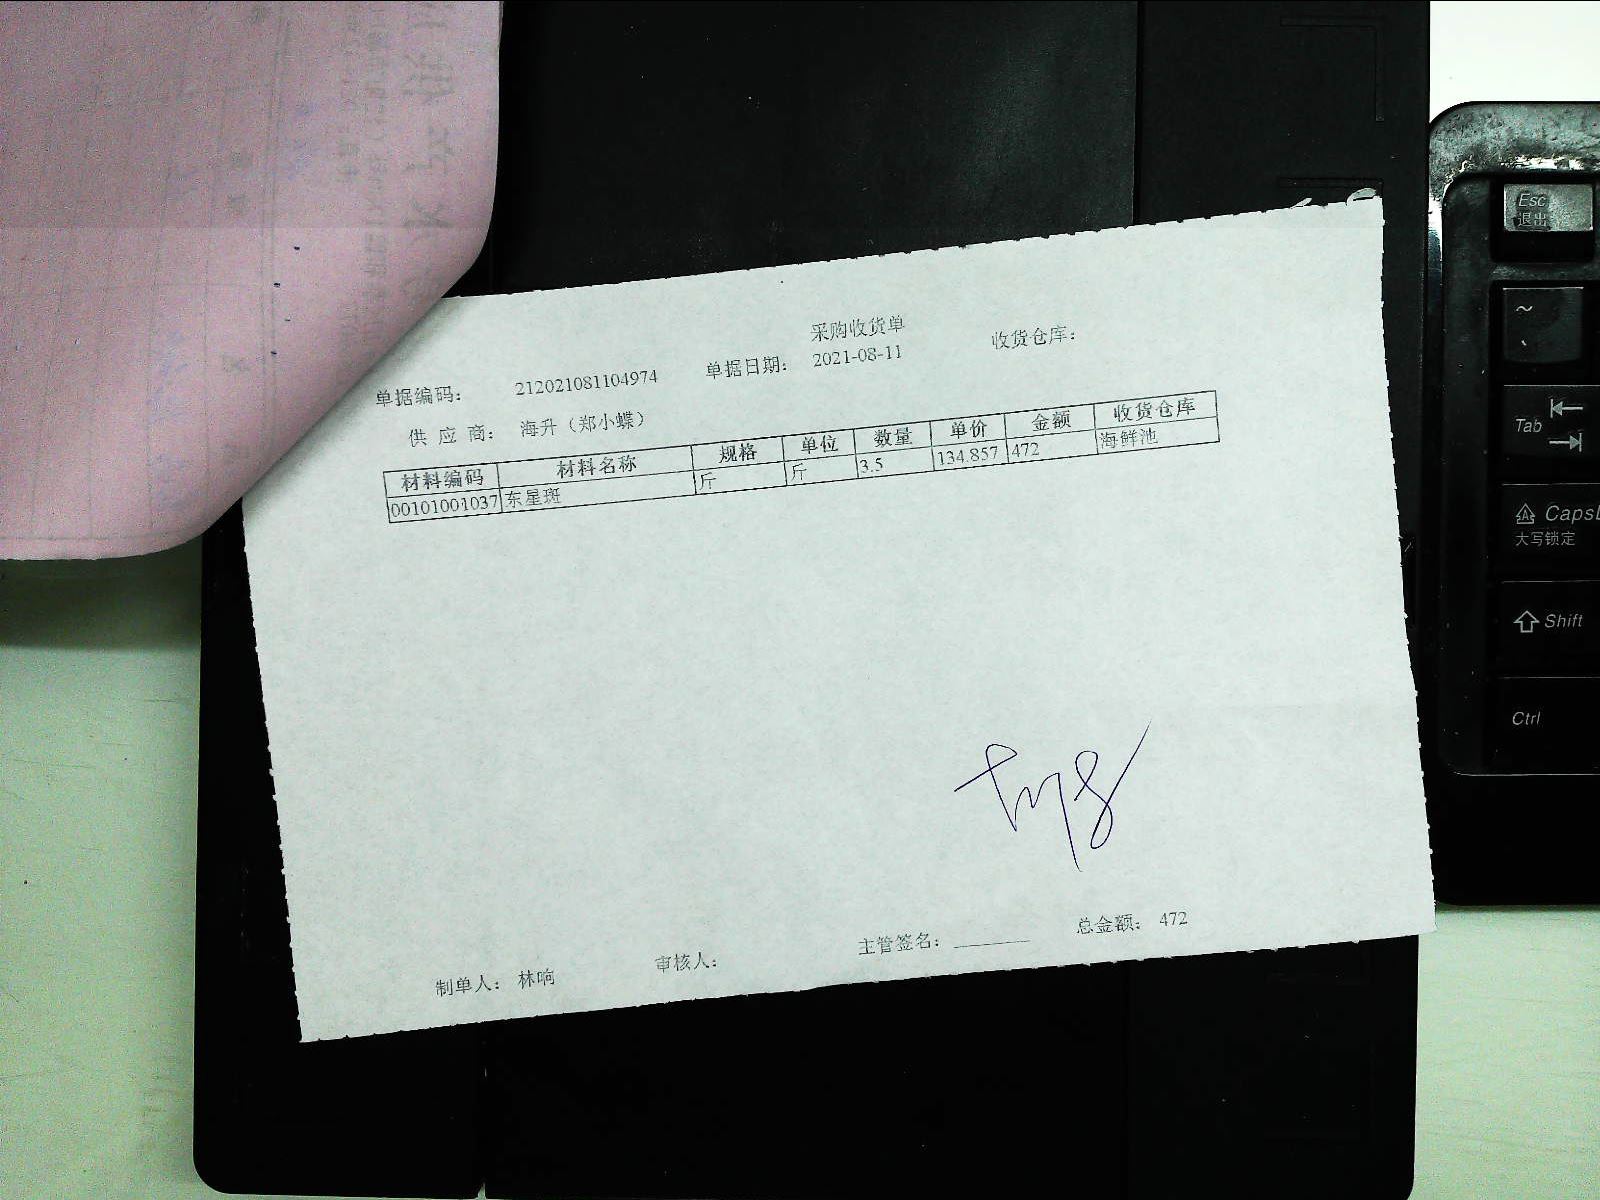 采购收货单
单据编码： 212021081104974 单据日期： 2021-08-11 收货仓库：
供 应 商： 海升（郑小蝶）
材料编码 材料名称 规格 单位 数量 单价 金额 收货仓库
00101001037 东星斑 斤 斤 3.5 134.857 472 海鲜池
制单人： 林响 审核人： 主管签名： 总金额： 472
Esc
退出
~
Tab
CapsL
大写锁定
Shift
Ctrl